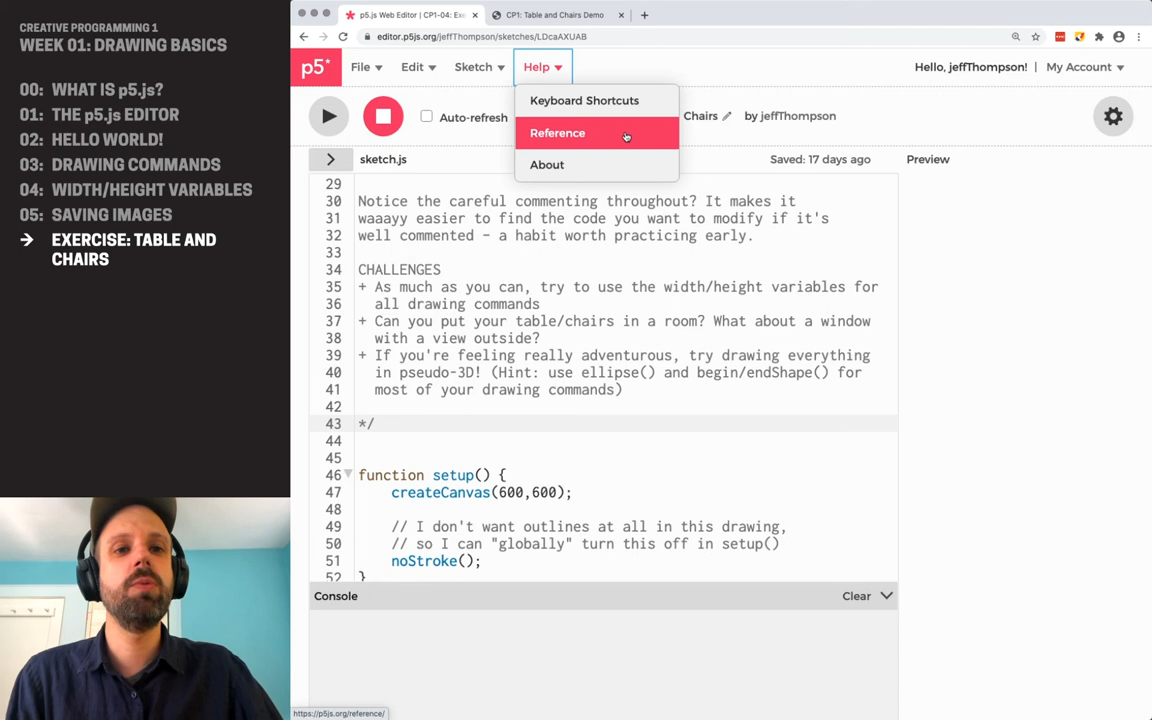 CREATIVE PROGRAMMING 1
WEEK 01: DRAWING BASICS
00: WHAT IS p5.js?
01: THE p5.js EDITOR
02: HELLO WORLD!
03: DRAWING COMMANDS
04: WIDTH/HEIGHT VARIABLES
05: SAVING IMAGES
→ EXERCISE: TABLE AND
CHAIRS
p5.js Web Editor | CP1-04: Exe
CP1: Table and Chairs Demo
editor.p5js.org/jeffThompson/sketches/LDcaAXUAB
p5*
File
Edit
Sketch
Help
Hello, jeffThompson!
My Account
Keyboard Shortcuts
Reference
About
Auto-refresh
Chairs
by jeffThompson
sketch.js
Saved: 17 days ago
Preview
29
30 Notice the careful commenting throughout? It makes it
31 waaayy easier to find the code you want to modify if it's
32 well commented – a habit worth practicing early.
33
34 CHALLENGES
35 + As much as you can, try to use the width/height variables for
36 all drawing commands
37 + Can you put your table/chairs in a room? What about a window
38 with a view outside?
39 + If you're feeling really adventurous, try drawing everything
40 in pseudo-3D! (Hint: use ellipse() and begin/endShape() for
41 most of your drawing commands)
42
43 */
44
45
46 function setup() {
47 createCanvas(600,600);
48
49 // I don't want outlines at all in this drawing,
50 // so I can "globally" turn this off in setup()
51 noStroke();
52 }
Console
Clear
https://p5js.org/reference/